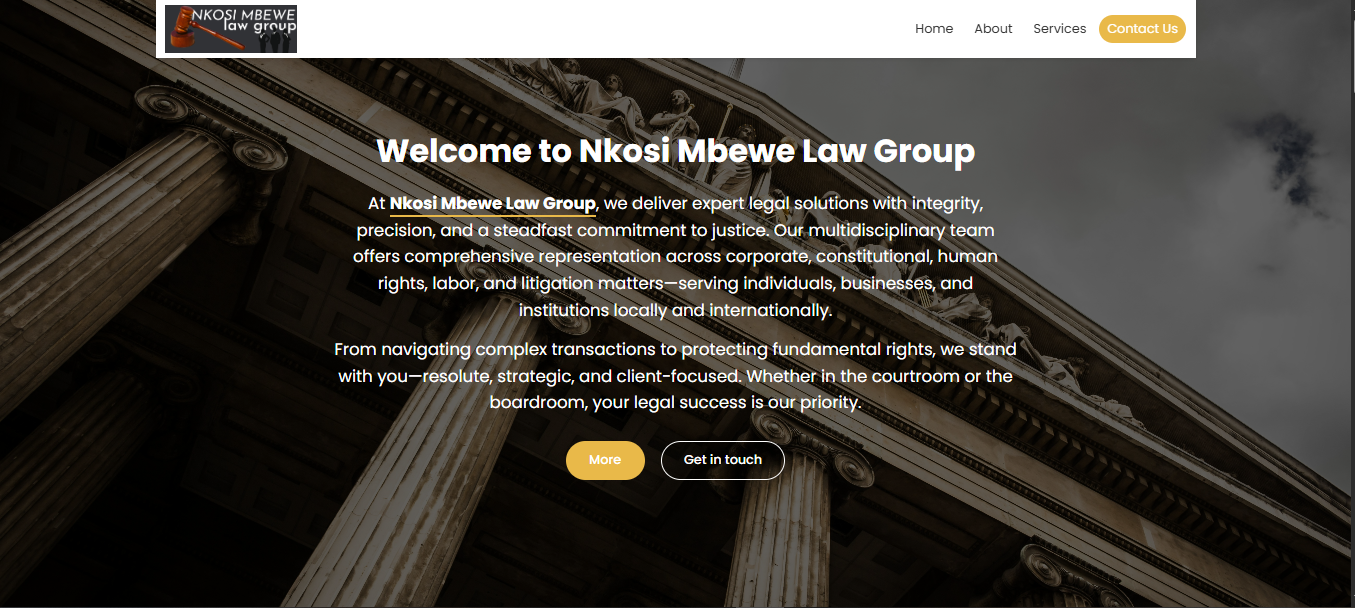 NKOSI MBEWE
law group
Home About Services Contact Us
Welcome to Nkosi Mbewe Law Group
At Nkosi Mbewe Law Group, we deliver expert legal solutions with integrity,
precision, and a steadfast commitment to justice. Our multidisciplinary team
offers comprehensive representation across corporate, constitutional, human
rights, labor, and litigation matters—serving individuals, businesses, and
institutions locally and internationally.
From navigating complex transactions to protecting fundamental rights, we stand
with you—resolute, strategic, and client-focused. Whether in the courtroom or the
boardroom, your legal success is our priority.
More Get in touch